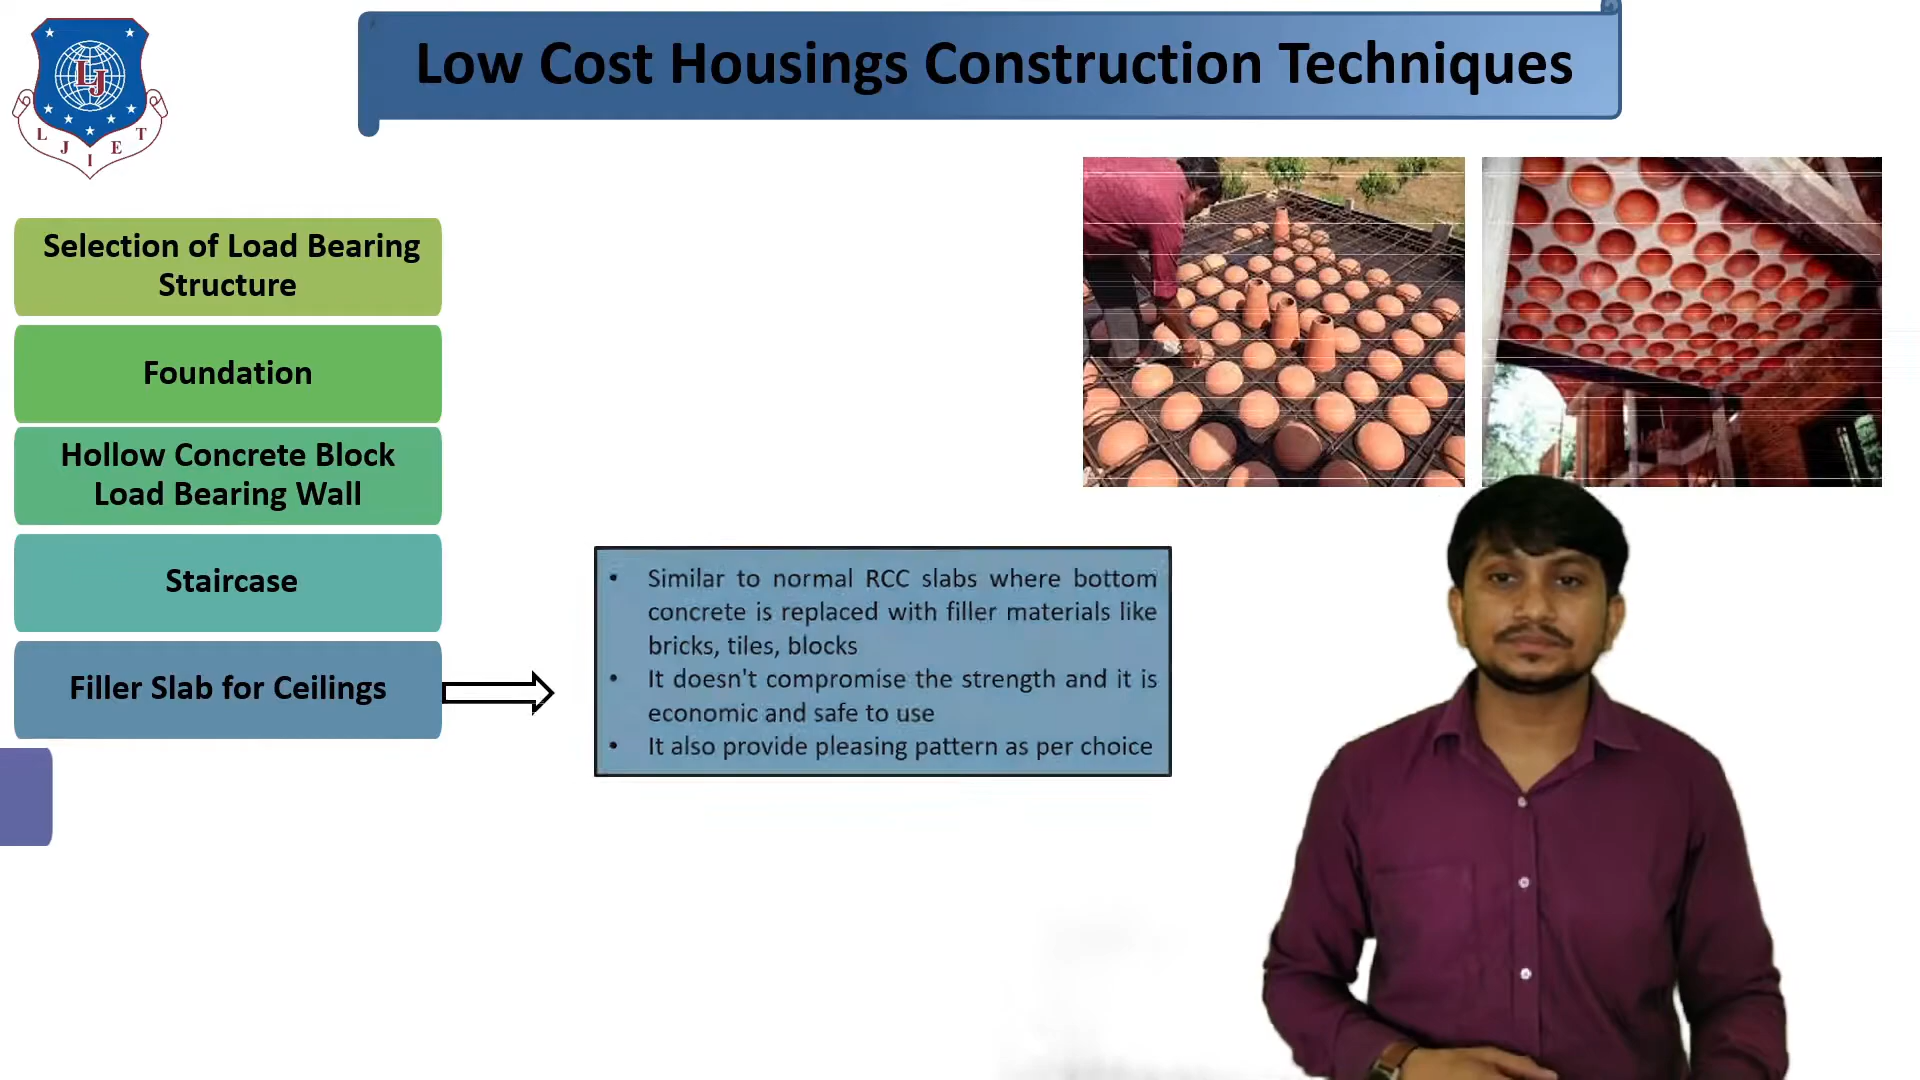 Low Cost Housings Construction Techniques
LJ
L J I E T
Selection of Load Bearing
Structure
Foundation
Hollow Concrete Block
Load Bearing Wall
Staircase
Filler Slab for Ceilings
• Similar to normal RCC slabs where bottom
concrete is replaced with filler materials like
bricks, tiles, blocks
• It doesn't compromise the strength and it is
economic and safe to use
• It also provide pleasing pattern as per choice